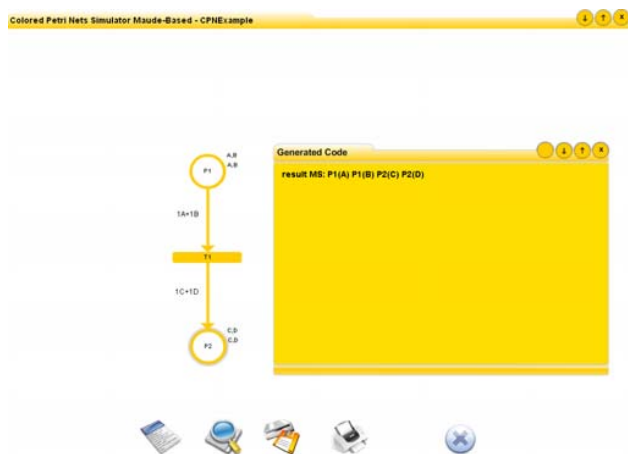 Colored Petri Nets Simulator Maude-Based - CPNExample
Generated Code
result MS: P1(A) P1(B) P2(C) P2(D)
A,B
A,B
P1
1A+1B
T1
1C+1D
C,D
C,D
P2